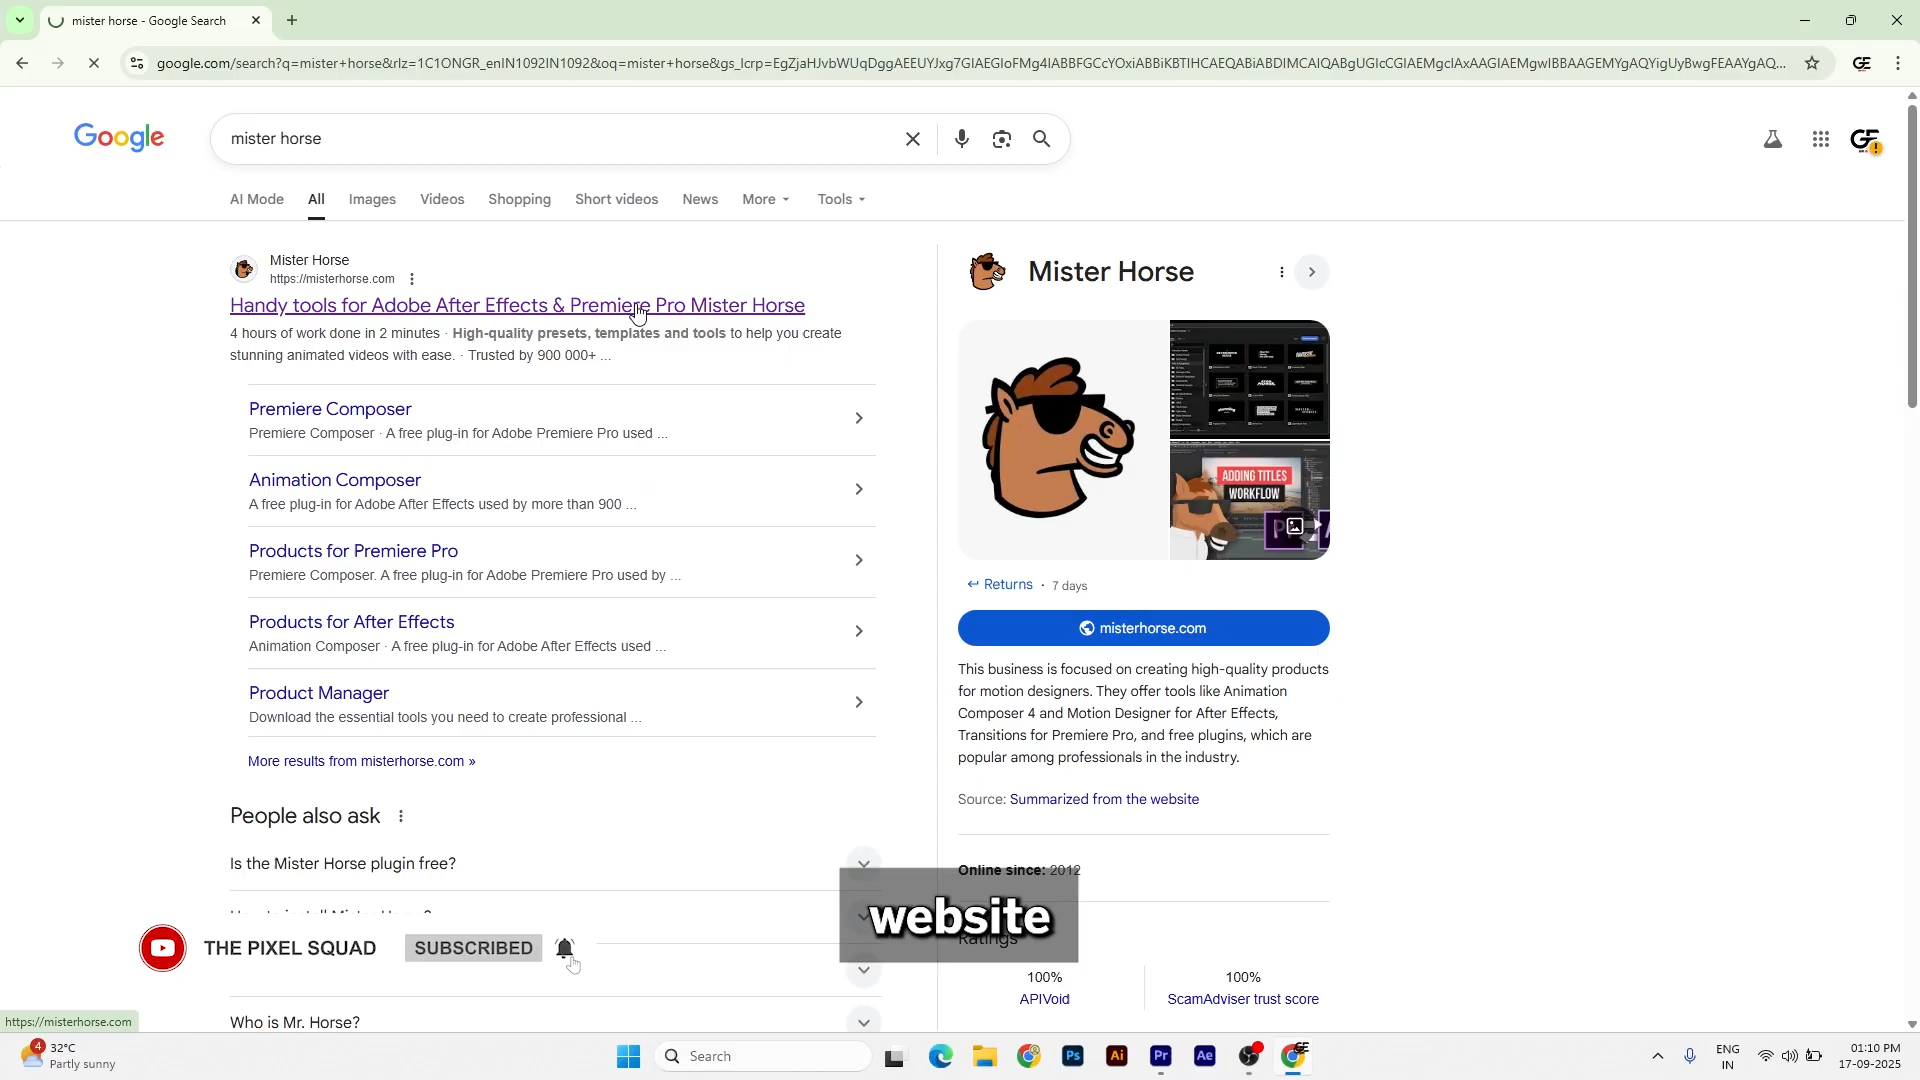 mister horse - Google Search
google.com/search?q=mister+horse&rlz=1C1ONGR_enIN1092IN1092&oq=mister+horse&gs_lcrp=EgZjaHJvbWUqDggAEEUYJxg7GIAEGIoFMg4IABBFGCcYOxiABBiKBTIHCAEQABiABDIMCAIQABgUGIcCGIAEMgcIAxAAGIAEMgwIBBAAGEMYgAQYigUyBwgFEAAYgAQ...
GE
Google
mister horse
GE
AI Mode
All
Images
Videos
Shopping
Short videos
News
More
Tools
Mister Horse
https://misterhorse.com
Handy tools for Adobe After Effects & Premiere Pro Mister Horse
4 hours of work done in 2 minutes · High-quality presets, templates and tools to help you create
stunning animated videos with ease. · Trusted by 900 000+ ...
Premiere Composer
Premiere Composer · A free plug-in for Adobe Premiere Pro used ...
Animation Composer
A free plug-in for Adobe After Effects used by more than 900 ...
Products for Premiere Pro
Premiere Composer. A free plug-in for Adobe Premiere Pro used by ...
Products for After Effects
Animation Composer · A free plug-in for Adobe After Effects used ...
Product Manager
Download the essential tools you need to create professional ...
More results from misterhorse.com »
People also ask
Is the Mister Horse plugin free?
Who is Mr. Horse?
Mister Horse
ADDING TITLES
WORKFLOW
Returns · 7 days
misterhorse.com
This business is focused on creating high-quality products
for motion designers. They offer tools like Animation
Composer 4 and Motion Designer for After Effects,
Transitions for Premiere Pro, and free plugins, which are
popular among professionals in the industry.
Source: Summarized from the website
Online since: 2012
Ratings
100%
APIVoid
100%
ScamAdviser trust score
website
THE PIXEL SQUAD
SUBSCRIBED
https://misterhorse.com
4
32°C
Partly sunny
Search
Ps
Ai
Pr
Ae
GE
ENG
IN
01:10 PM
17-09-2025